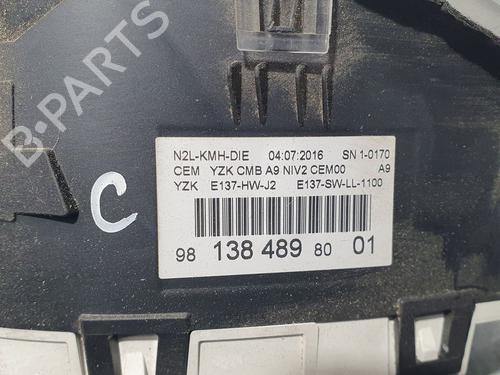 B-PARTS
N2L-KMH-DIE 04:07:2016 SN 1-0170
CEM YZK CMB A9 NIV2 CEM00 A9
YZK E137-HW-J2 E137-SW-LL-1100
98 138 489 80 01
C